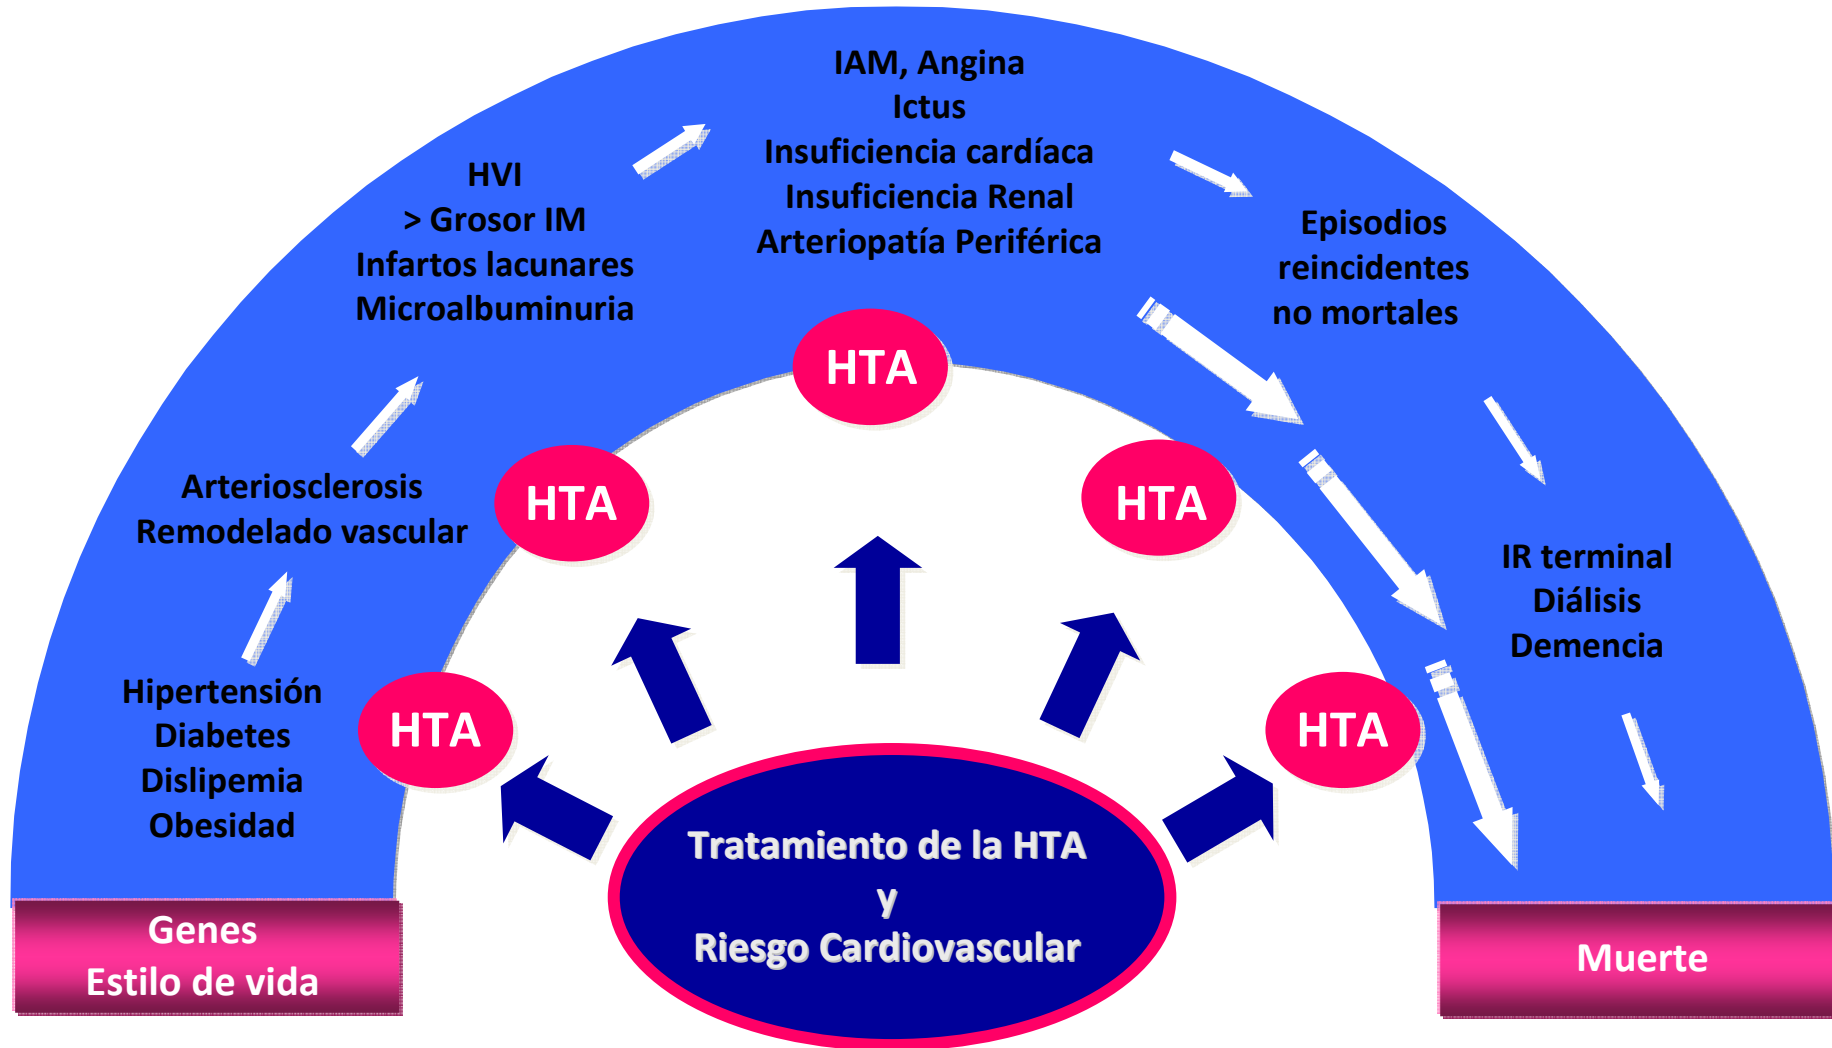 IAM, Angina
Ictus
Insuficiencia cardíaca
Insuficiencia Renal
Arteriopatía Periférica
HVI
> Grosor IM
Infartos lacunares
Microalbuminuria
Episodios
reincidentes
no mortales
Arteriosclerosis
Remodelado vascular
IR terminal
Diálisis
Demencia
Hipertensión
Diabetes
Dislipemia
Obesidad
HTA
HTA
HTA
HTA
HTA
Tratamiento de la HTA
y
Riesgo Cardiovascular
Genes
Estilo de vida
Muerte